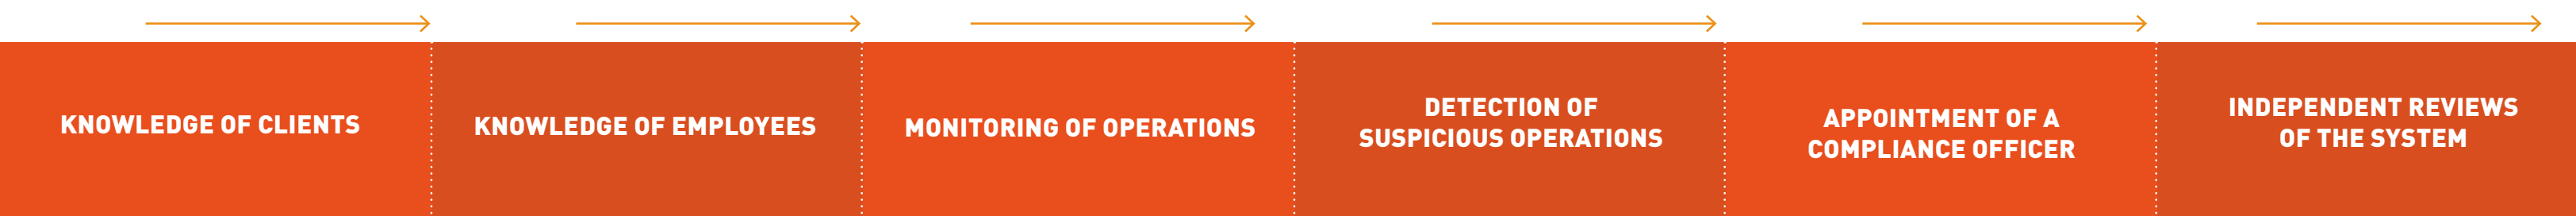 KNOWLEDGE OF CLIENTS
KNOWLEDGE OF EMPLOYEES
MONITORING OF OPERATIONS
DETECTION OF
SUSPICIOUS OPERATIONS
APPOINTMENT OF A
COMPLIANCE OFFICER
INDEPENDENT REVIEWS
OF THE SYSTEM